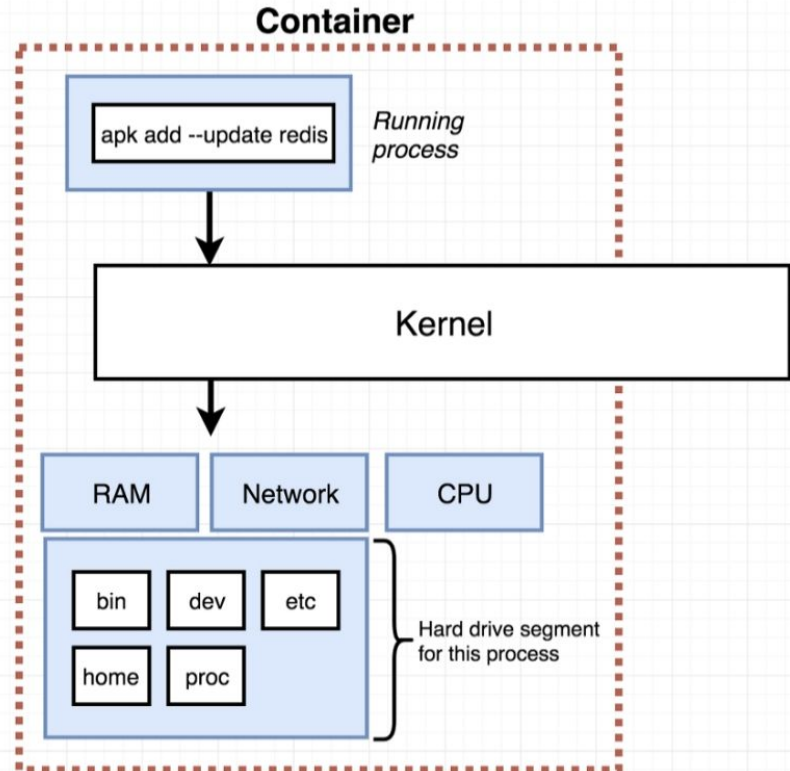 Container
apk add --update redis
Running
process
Kernel
RAM
Network
CPU
bin
dev
etc
home
proc
Hard drive segment
for this process